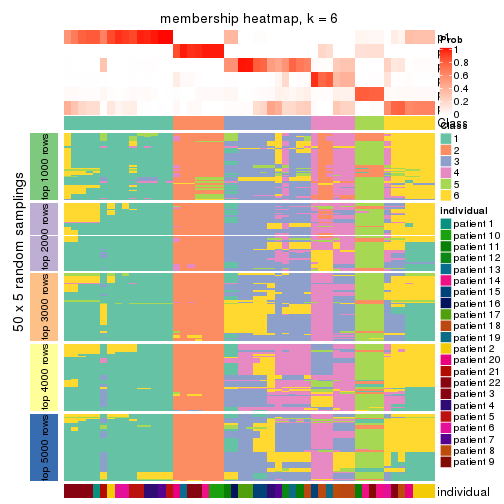 membership heatmap, k = 6
50 x 5 random samplings
top 1000 rows
top 2000 rows
top 3000 rows
top 4000 rows
top 5000 rows
Class
individual
Prob
1
0.8
0.6
0.4
0.2
0
Class
1
2
3
4
5
6
individual
patient 1
patient 10
patient 11
patient 12
patient 13
patient 14
patient 15
patient 16
patient 17
patient 18
patient 19
patient 2
patient 20
patient 21
patient 22
patient 3
patient 4
patient 5
patient 6
patient 7
patient 8
patient 9